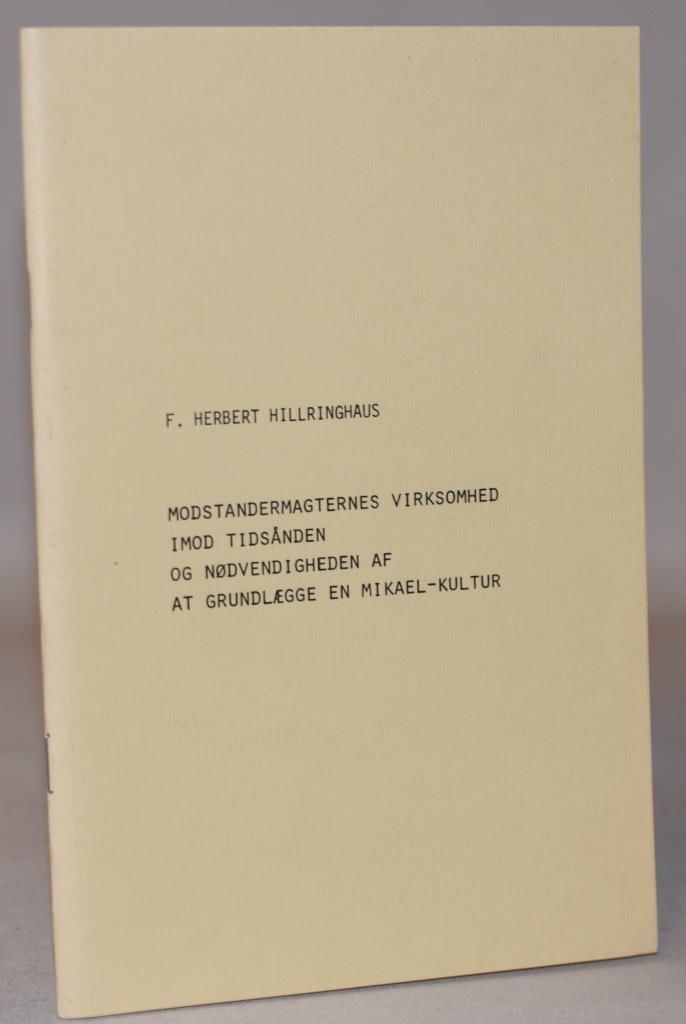 F. HERBERT HILLRINGHAUS
MODSTANDERMAGTERNES VIRKSOMHED
IMOD TIDSÅNDEN
OG NØDVENDIGHEDEN AF
AT GRUNDLÆGGE EN MIKAEL-KULTUR